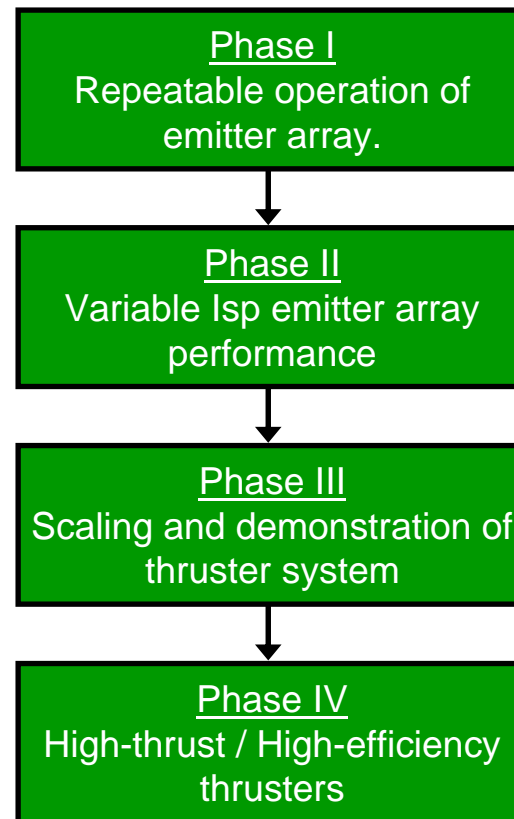 Phase I
Repeatable operation of
emitter array.
Phase II
Variable Isp emitter array
performance
Phase III
Scaling and demonstration of
thruster system
Phase IV
High-thrust / High-efficiency
thrusters